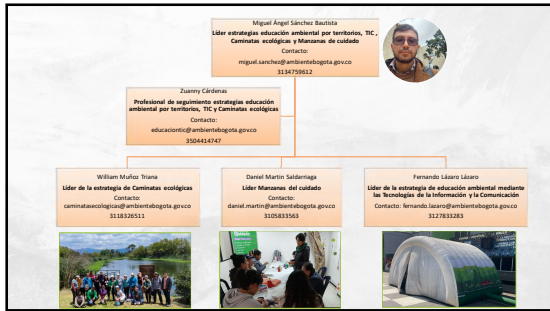 Miguel Ángel Sánchez Bautista
Líder estrategias educación ambiental por territorios, TIC ,
Caminatas ecológicas y Manzanas de cuidado
Contacto:
miguel.sanchez@ambientebogota.gov.co
3134759612
Zuanny Cárdenas
Profesional de seguimiento estrategias educación
ambiental por territorios, TIC y Caminatas ecológicas
Contacto:
educaciontic@ambientebogota.gov.co
3504414747
William Muñoz Triana
Líder de la estrategia de Caminatas ecológicas
Contacto:
caminatasecologicas@ambientebogota.gov.co
3118326511
Daniel Martin Saldarriaga
Líder Manzanas del cuidado
Contacto:
daniel.martin@ambientebogota.gov.co
3105833563
Fernando Lázaro Lázaro
Líder de la estrategia de educación ambiental mediante
las Tecnologías de la Información y la Comunicación
Contacto: fernando.lazaro@ambientebogota.gov.co
3127833283